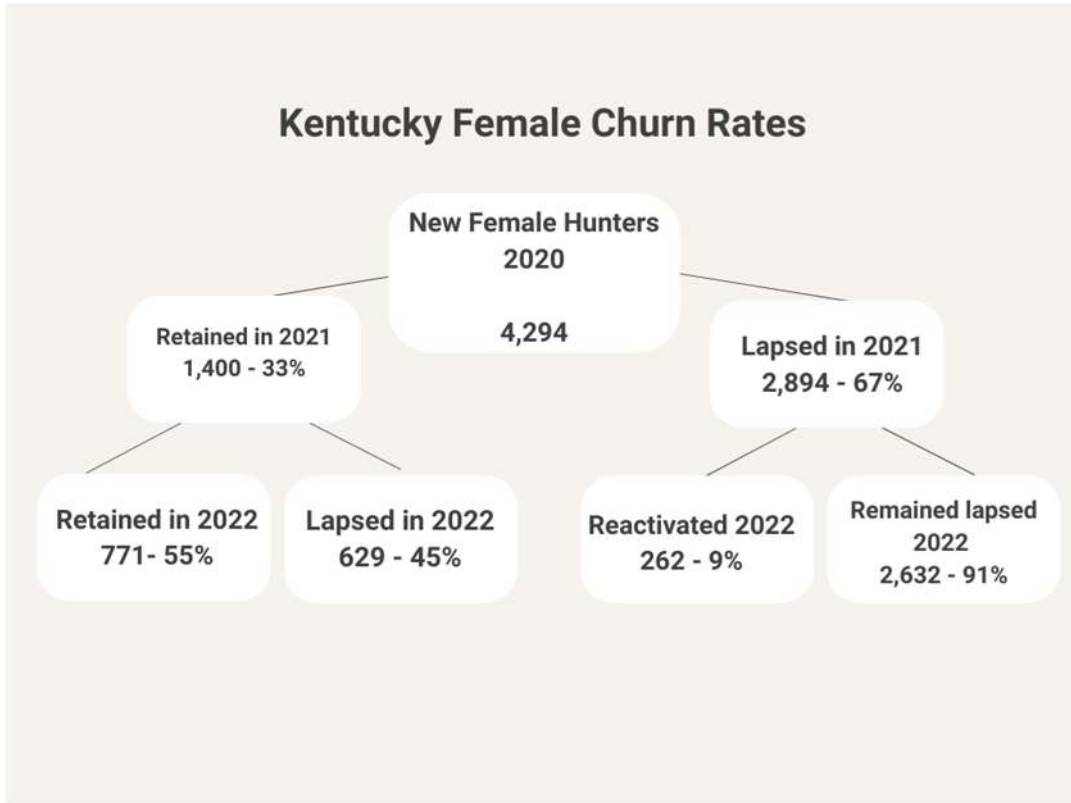 Kentucky Female Churn Rates
New Female Hunters
2020
4,294
Retained in 2021
1,400 - 33%
Lapsed in 2021
2,894 - 67%
Retained in 2022
771- 55%
Lapsed in 2022
629 - 45%
Reactivated 2022
262 - 9%
Remained lapsed
2022
2,632 - 91%